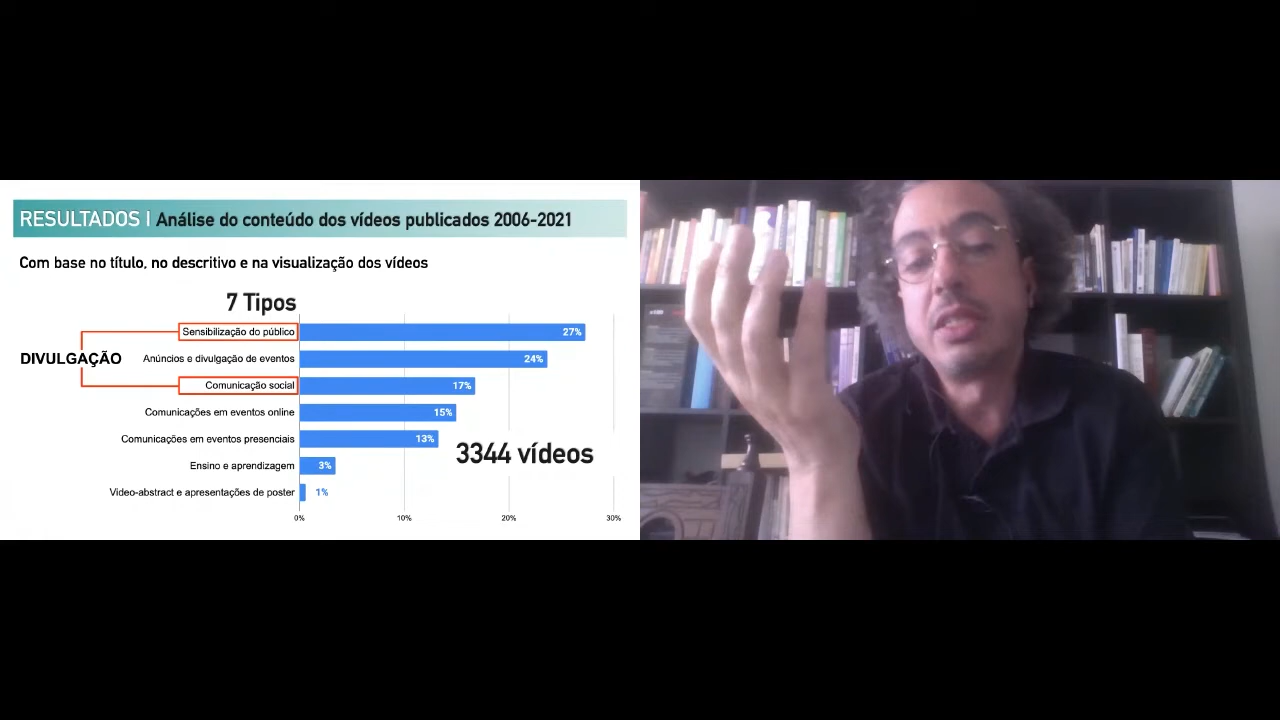 RESULTADOS | Análise do conteúdo dos vídeos publicados 2006-2021
Com base no título, no descritivo e na visualização dos vídeos
7 Tipos
Sensibilização do público 27%
DIVULGAÇÃO
Anúncios e divulgação de eventos 24%
Comunicação social 17%
Comunicações em eventos online 15%
Comunicações em eventos presenciais 13%
3344 vídeos
Ensino e aprendizagem 3%
Video-abstract e apresentações de poster 1%
0% 10% 20% 30%